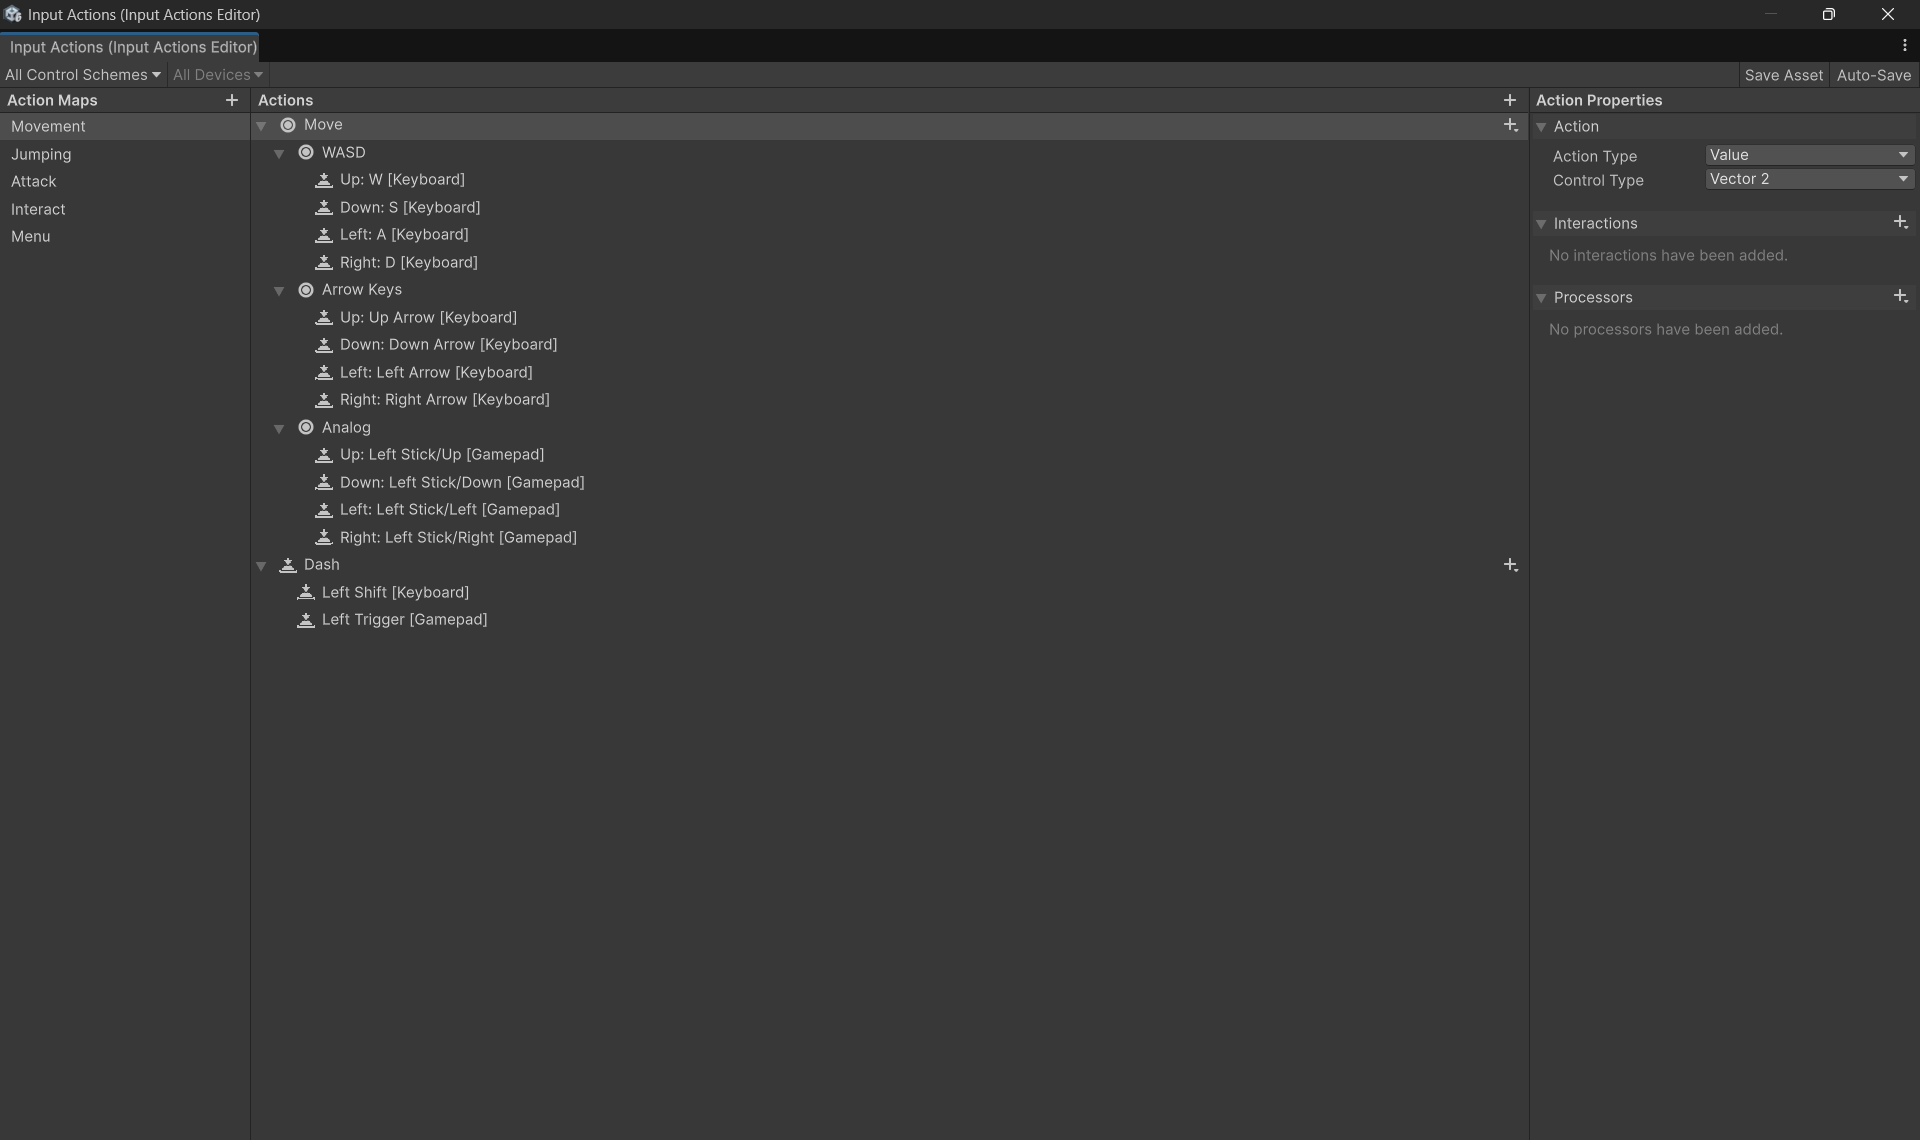 Input Actions (Input Actions Editor)
Input Actions (Input Actions Editor)
All Control Schemes All Devices Save Asset Auto-Save
Action Maps
Movement
Jumping
Attack
Interact
Menu
Actions
Move
WASD
Up: W [Keyboard]
Down: S [Keyboard]
Left: A [Keyboard]
Right: D [Keyboard]
Arrow Keys
Up: Up Arrow [Keyboard]
Down: Down Arrow [Keyboard]
Left: Left Arrow [Keyboard]
Right: Right Arrow [Keyboard]
Analog
Up: Left Stick/Up [Gamepad]
Down: Left Stick/Down [Gamepad]
Left: Left Stick/Left [Gamepad]
Right: Left Stick/Right [Gamepad]
Dash
Left Shift [Keyboard]
Left Trigger [Gamepad]
Action Properties
Action
Action Type Value
Control Type Vector 2
Interactions
No interactions have been added.
Processors
No processors have been added.